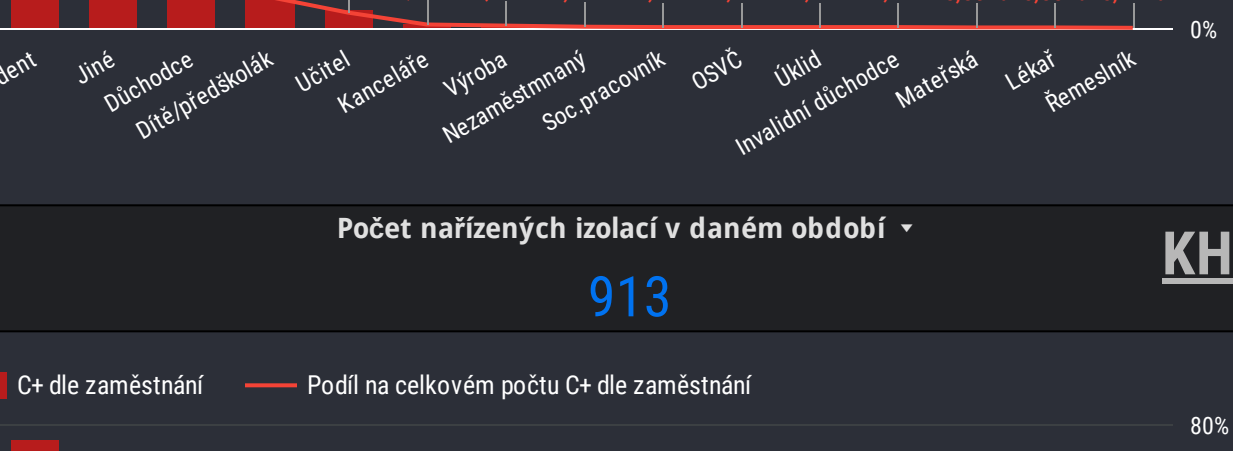 0%
Jiné
Důchodce
Dítě/předškolák
Učitel
Kanceláře
Výroba
Nezaměstmnaný
Soc.pracovník
OSVČ
Úklid
Invalidní důchodce
Mateřská
Lékař
Řemeslník
Počet nařízených izolací v daném období
KH
913
C+ dle zaměstnání
Podíl na celkovém počtu C+ dle zaměstnání
80%